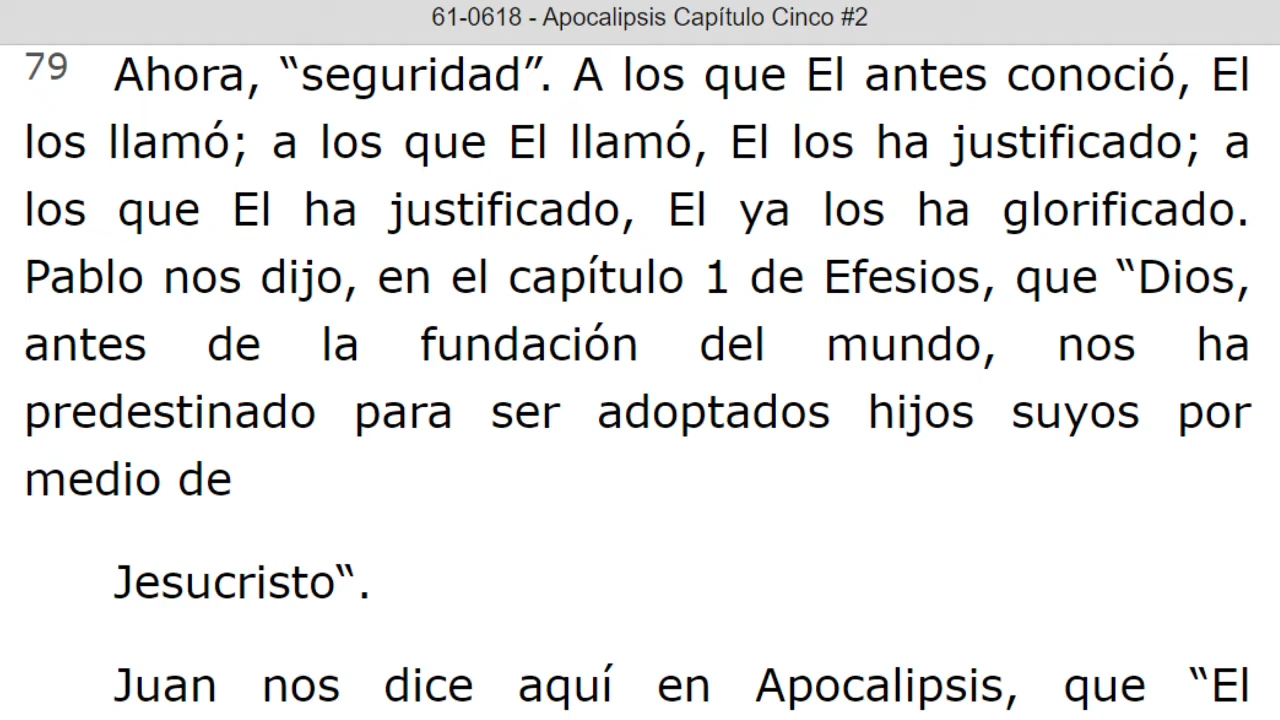 61-0618 - Apocalipsis Capítulo Cinco #2
79 Ahora, “seguridad”. A los que El antes conoció, El
los llamó; a los que El llamó, El los ha justificado; a
los que El ha justificado, El ya los ha glorificado.
Pablo nos dijo, en el capítulo 1 de Efesios, que “Dios,
antes de la fundación del mundo, nos ha
predestinado para ser adoptados hijos suyos por
medio de
Jesucristo“.
Juan nos dice aquí en Apocalipsis, que “El